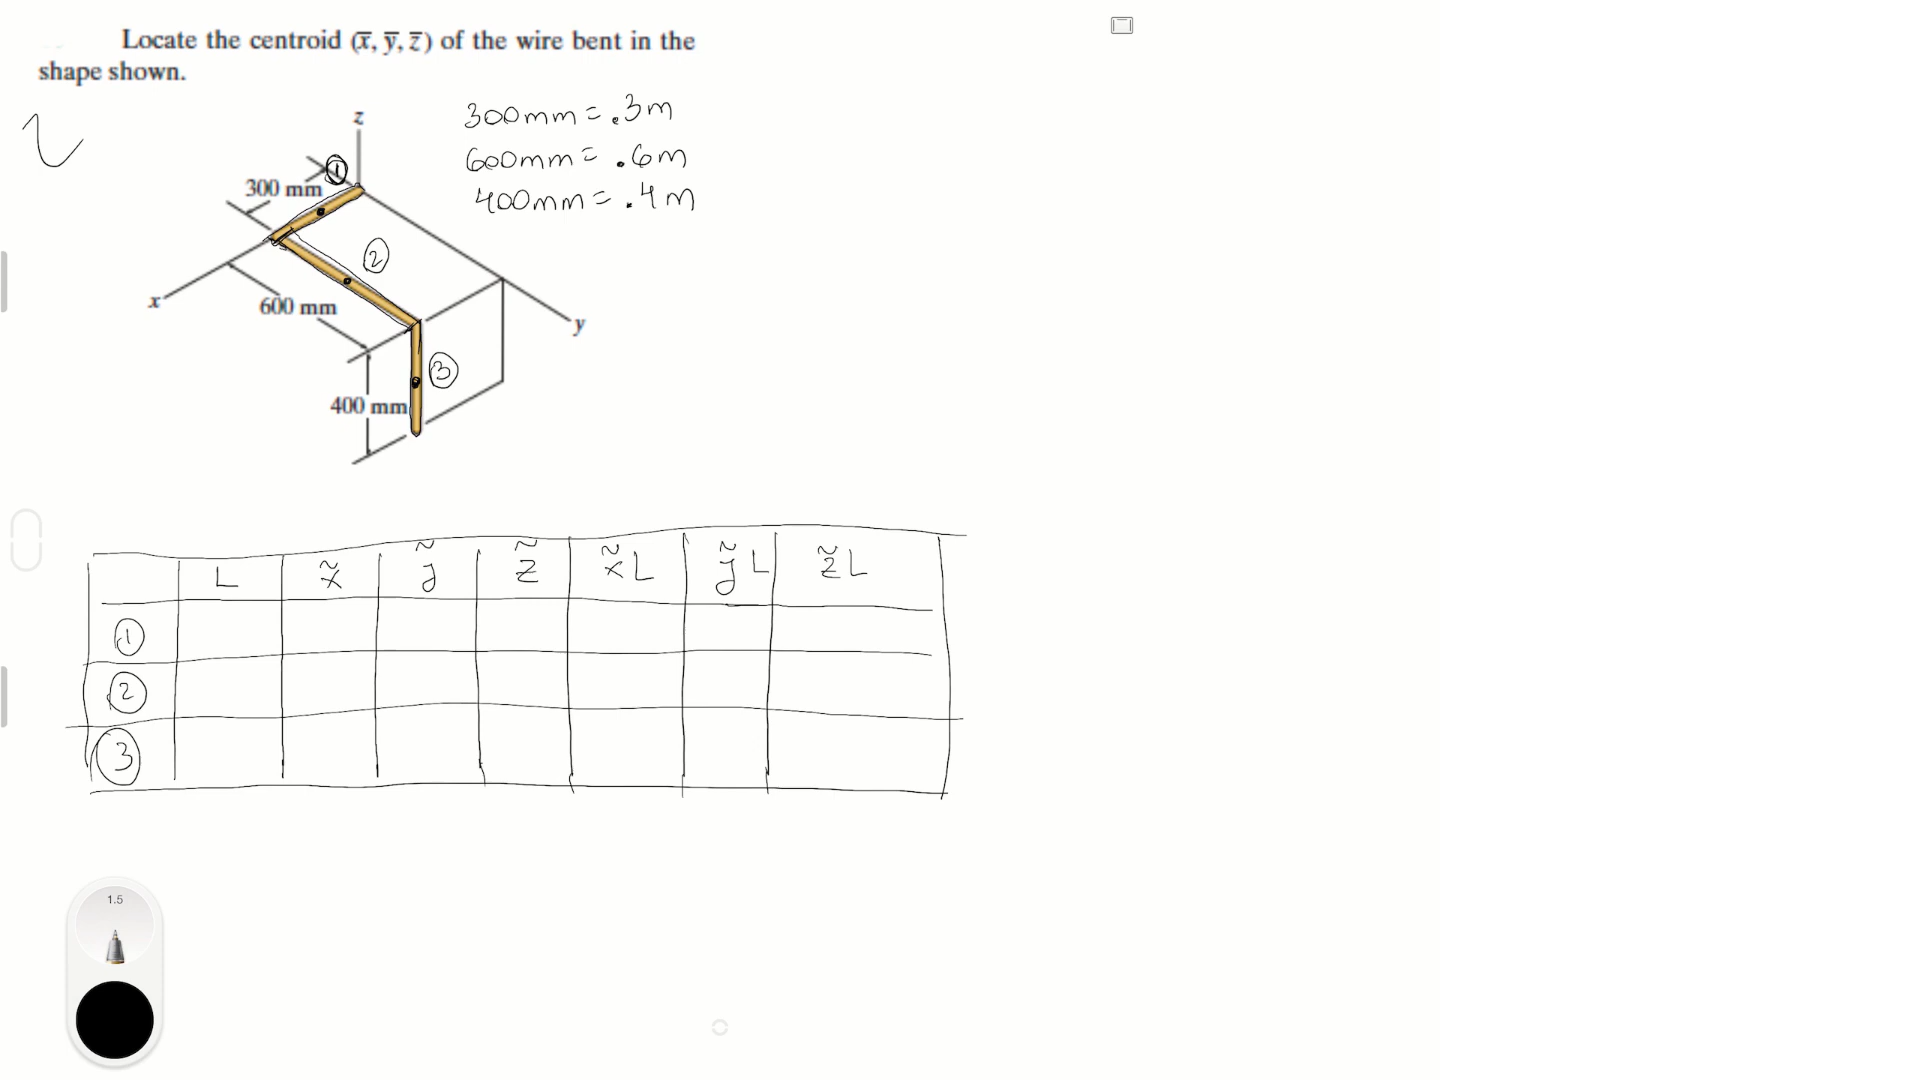 Locate the centroid (x̅, y̅, z̅) of the wire bent in the
shape shown.
300mm = .3m
600mm = .6m
400mm = .4m
z
①
300 mm
②
x
600 mm
y
③
400 mm
L x̃ ỹ z̃ x̃L ỹL z̃L
①
②
③
1.5